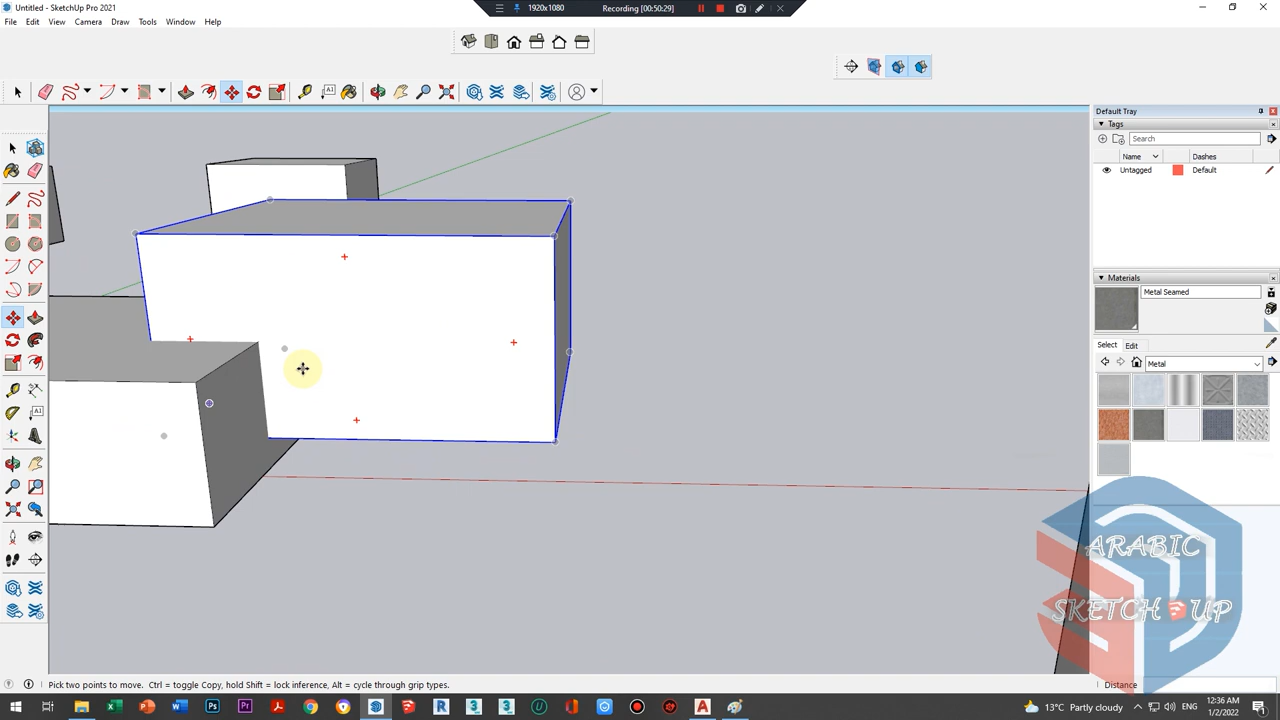 Untitled - SketchUp Pro 2021
1920x1080
Recording [00:50:29]
File Edit View Camera Draw Tools Window Help
Default Tray
Tags
Search
Name Dashes
Untagged Default
Materials
Metal Seamed
Select Edit
Metal
ARABIC
SKETCH UP
Pick two points to move. Ctrl = toggle Copy, hold Shift = lock inference, Alt = cycle through grip types.
Distance
13°C Partly cloudy
ENG
12:36 AM
1/2/2022